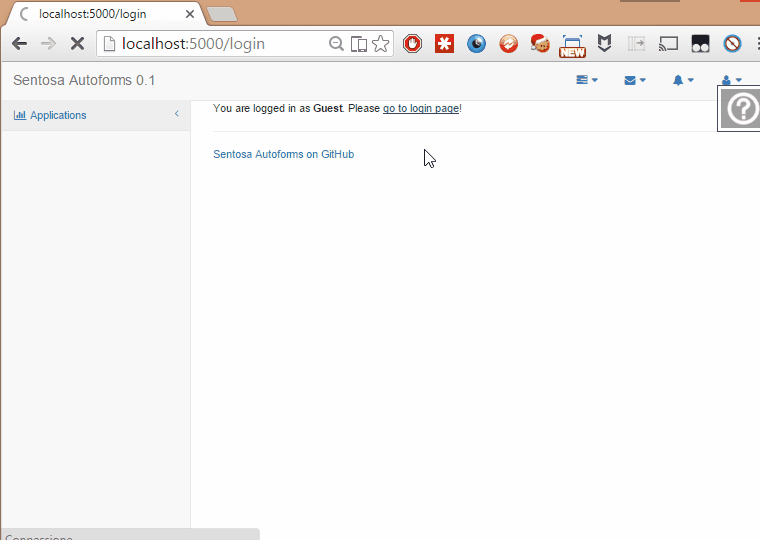 localhost:5000/login
localhost:5000/login
NEW
Sentosa Autoforms 0.1
Applications
You are logged in as Guest. Please go to login page!
Sentosa Autoforms on GitHub